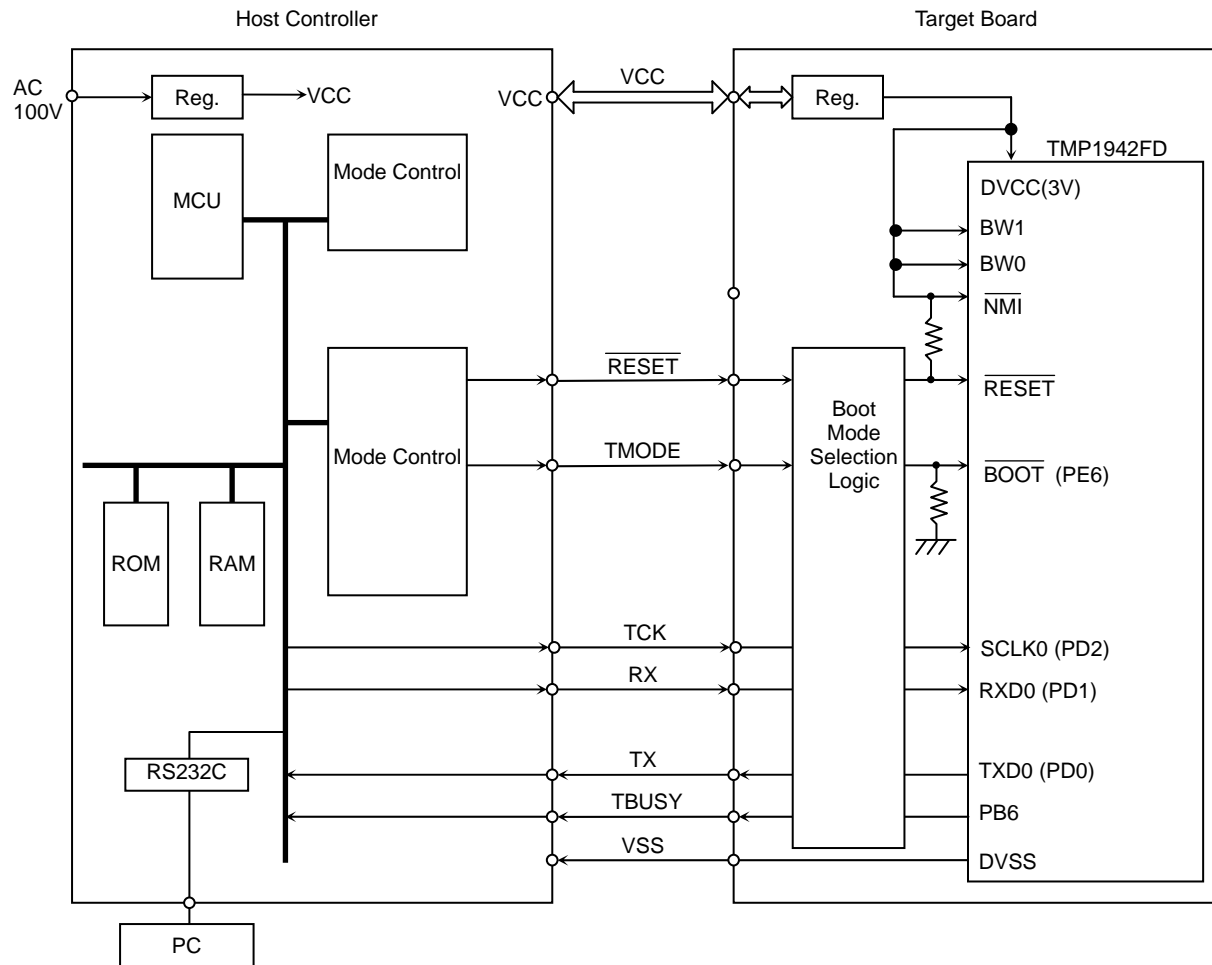 Host Controller
Target Board
AC
100V
Reg.
VCC
VCC
VCC
Reg.
TMP1942FD
MCU
Mode Control
DVCC(3V)
BW1
BW0
NMI
RESET
RESET
Boot
Mode
Selection
Logic
Mode Control
TMODE
BOOT (PE6)
ROM
RAM
TCK
SCLK0 (PD2)
RX
RXD0 (PD1)
RS232C
TX
TXD0 (PD0)
TBUSY
PB6
VSS
DVSS
PC